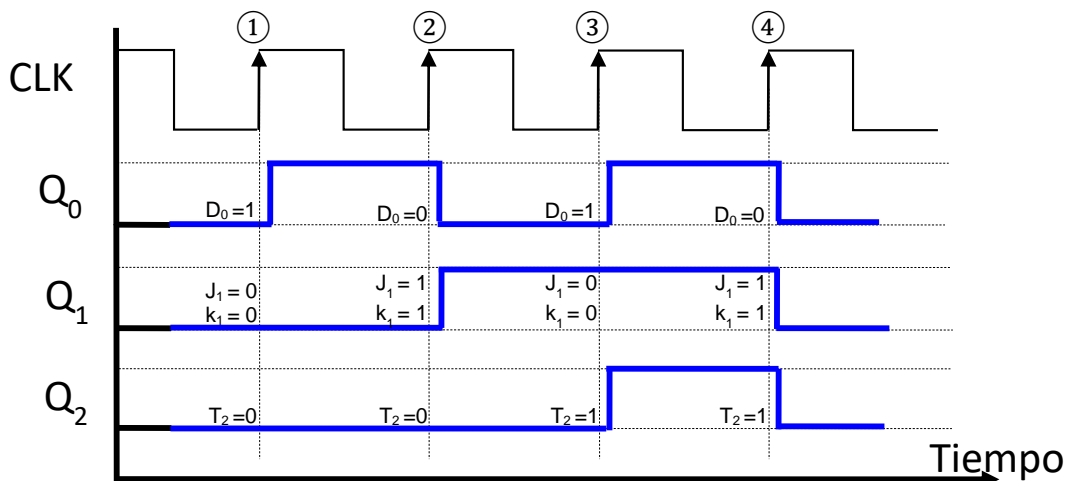 ① ② ③ ④
CLK
Q₀
D₀=1 D₀=0 D₀=1 D₀=0
Q₁
J₁ = 0 J₁ = 1 J₁ = 0 J₁ = 1
k₁ = 0 k₁ = 1 k₁ = 0 k₁ = 1
Q₂
T₂=0 T₂=0 T₂=1 T₂=1
Tiempo